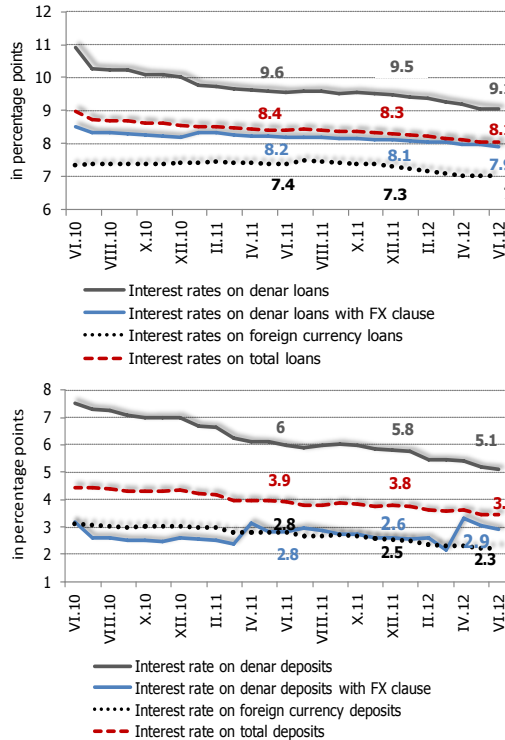 12
11
10
9
8
7
6
in percentage points
9.6
9.5
8.4
8.3
8.2
8.1
7.4
7.3
VI.10
VIII.10
X.10
XII.10
II.11
IV.11
VI.11
VIII.11
X.11
XII.11
II.12
IV.12
VI.12
Interest rates on denar loans
Interest rates on denar loans with FX clause
Interest rates on foreign currency loans
Interest rates on total loans
8
7
6
5
4
3
2
1
in percentage points
6
5.8
5.1
3.9
3.8
3.
2.8
2.6
2.8
2.5
2.9
2.3
VI.10
VIII.10
X.10
XII.10
II.11
IV.11
VI.11
VIII.11
X.11
XII.11
II.12
IV.12
VI.12
Interest rate on denar deposits
Interest rate on denar deposits with FX clause
Interest rate on foreign currency deposits
Interest rate on total deposits